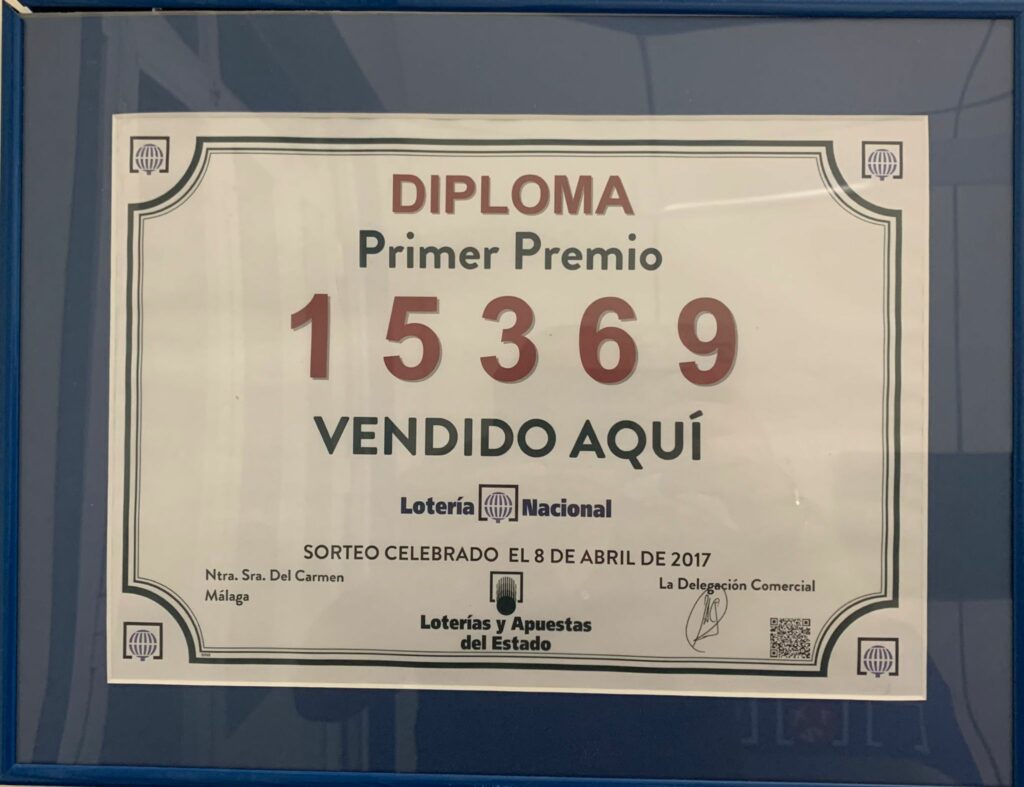 DIPLOMA
Primer Premio
15369
VENDIDO AQUÍ
Lotería Nacional
SORTEO CELEBRADO EL 8 DE ABRIL DE 2017
Ntra. Sra. Del Carmen
Málaga
La Delegación Comercial
Loterías y Apuestas
del Estado